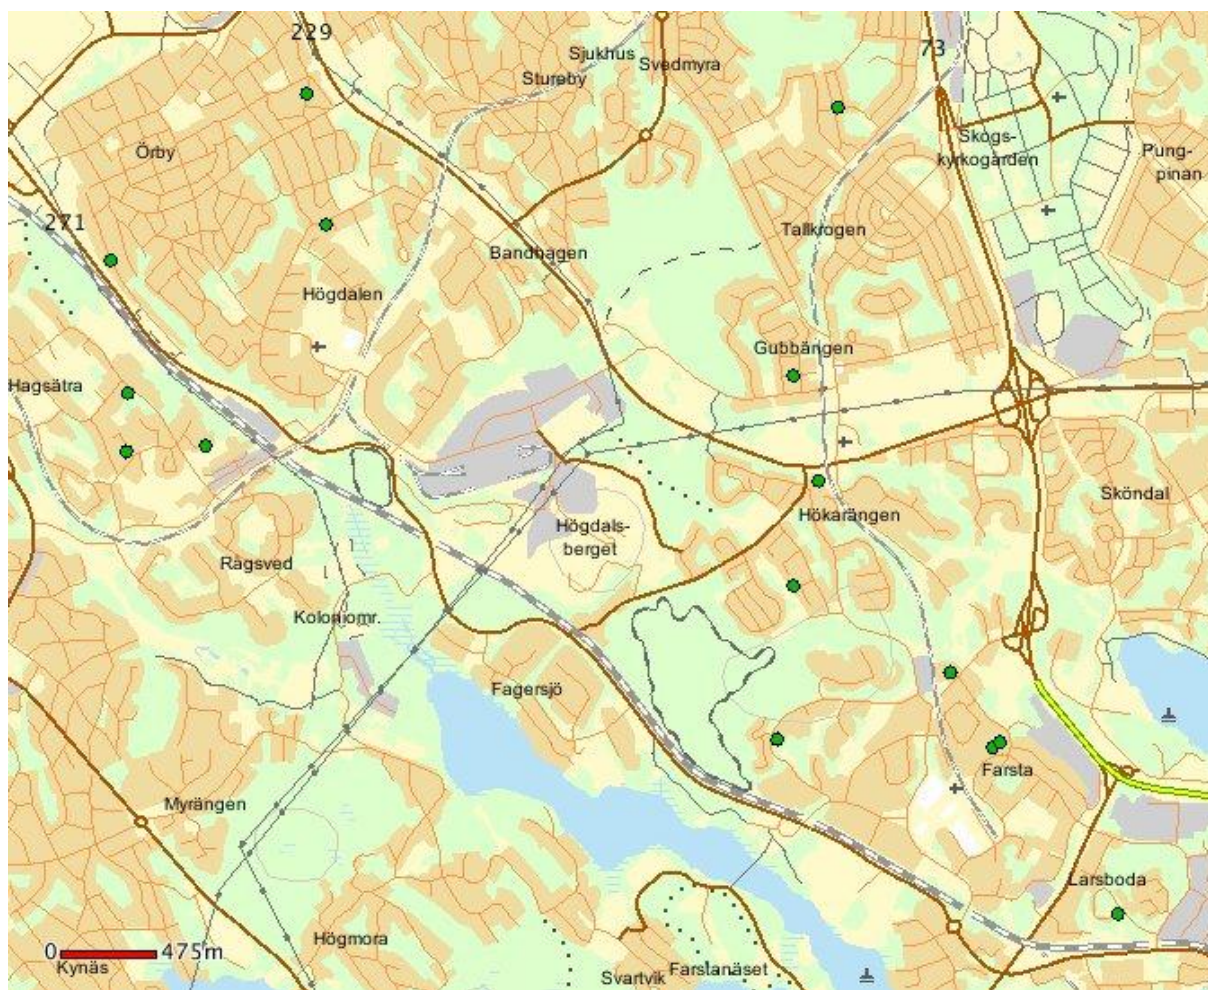 229
Sjukhus
Svedmyra
Stureby
73
Örby
Skogs-
kyrkogården
Pung-
pinan
271
Tallkrogen
Bandhagen
Högdalen
Gubbängen
Hagsätra
Sköndal
Hökarängen
Högdals-
berget
Rågsved
Koloniomr.
Fagersjö
Farsta
Myrängen
Larsboda
Högmora
0 475m
Kynäs
Svartvik
Farstanäset